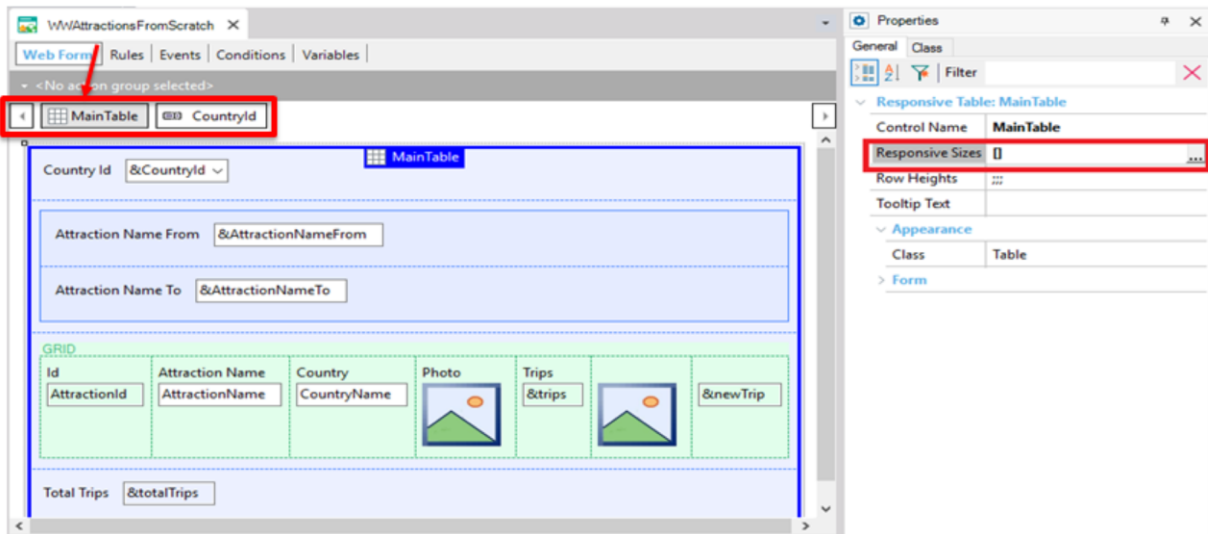 WWAttractionsFromScratch
Web Form Rules Events Conditions Variables
<No action group selected>
MainTable CountryId
MainTable
Country Id &CountryId
Attraction Name From &AttractionNameFrom
Attraction Name To &AttractionNameTo
GRID
Id Attraction Name Country Photo Trips
AttractionId AttractionName CountryName &trips &newTrip
Total Trips &totalTrips
Properties
General Class
Filter
Responsive Table: MainTable
Control Name MainTable
Responsive Sizes [] ...
Row Heights ;;;
Tooltip Text
Appearance
Class Table
Form